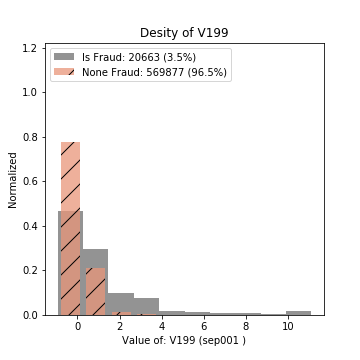 Desity of V199
Is Fraud: 20663 (3.5%)
None Fraud: 569877 (96.5%)
1.2
1.0
0.8
0.6
0.4
0.2
0.0
Normalized
0 2 4 6 8 10
Value of: V199 (sep001 )